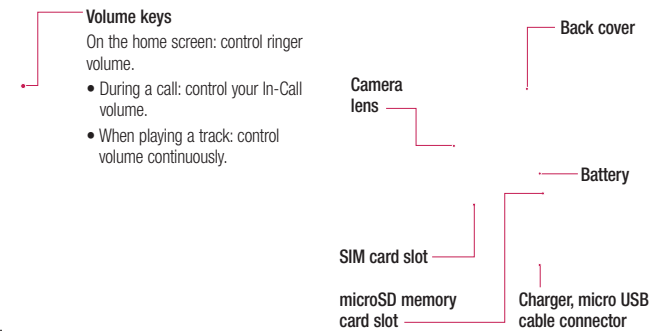 Volume keys
On the home screen: control ringer
volume.
• During a call: control your In-Call
volume.
• When playing a track: control
volume continuously.
Back cover
Camera
lens
Battery
SIM card slot
microSD memory
card slot
Charger, micro USB
cable connector